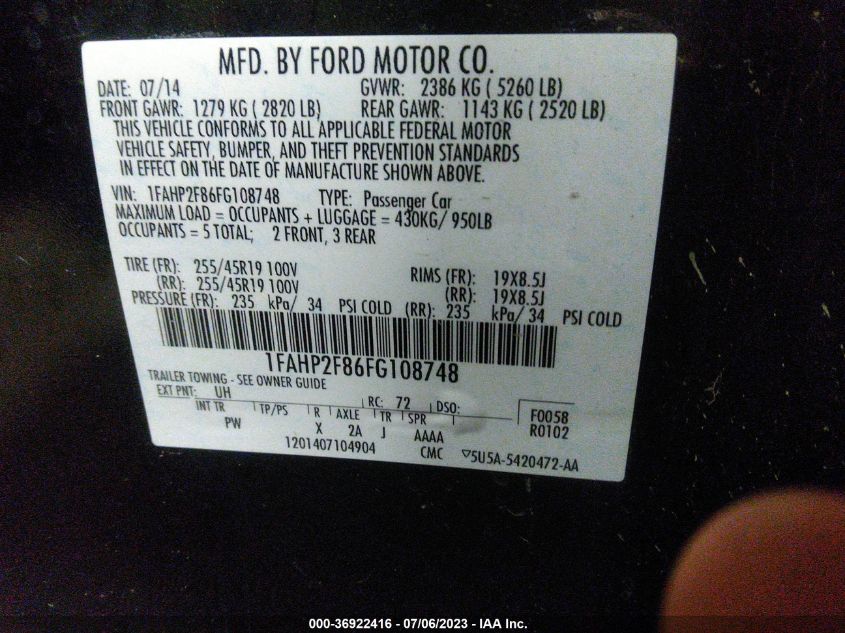 MFD. BY FORD MOTOR CO.
DATE: 07/14 GVWR: 2386 KG ( 5260 LB)
FRONT GAWR: 1279 KG ( 2820 LB) REAR GAWR: 1143 KG ( 2520 LB)
THIS VEHICLE CONFORMS TO ALL APPLICABLE FEDERAL MOTOR
VEHICLE SAFETY, BUMPER, AND THEFT PREVENTION STANDARDS
IN EFFECT ON THE DATE OF MANUFACTURE SHOWN ABOVE.
VIN: 1FAHP2F86FG108748 TYPE: Passenger Car
MAXIMUM LOAD = OCCUPANTS + LUGGAGE = 430KG/ 950LB
OCCUPANTS = 5 TOTAL; 2 FRONT, 3 REAR
TIRE (FR): 255/45R19 100V RIMS (FR): 19X8.5J
(RR): 255/45R19 100V (RR): 19X8.5J
PRESSURE (FR): 235 kPa/ 34 PSI COLD (RR): 235 kPa/ 34 PSI COLD
1FAHP2F86FG108748
TRAILER TOWING - SEE OWNER GUIDE
EXT PNT: UH RC: 72 DSO:
INT TR TP/PS R AXLE TR SPR F0058
PW X 2A J AAAA R0102
1201407104904 CMC ▽5U5A-5420472-AA
000-36922416 - 07/06/2023 - IAA Inc.